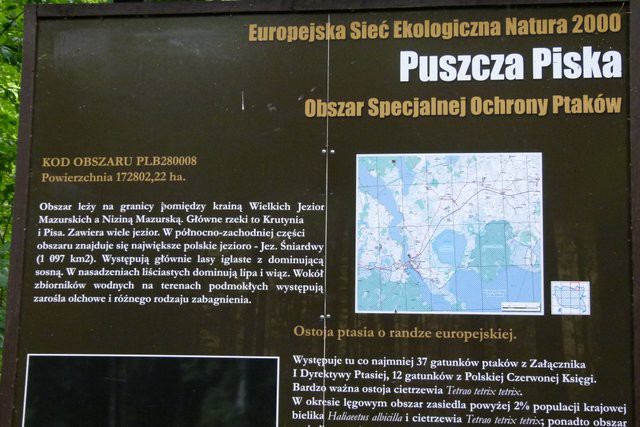 Europejska Sieć Ekologiczna Natura 2000
Puszcza Piska
Obszar Specjalnej Ochrony Ptaków
KOD OBSZARU PLB280008
Powierzchnia 172802,22 ha.
Obszar leży na granicy pomiędzy krainą Wielkich Jezior
Mazurskich a Niziną Mazurską. Główne rzeki to Krutynia
i Pisa. Zawiera wiele jezior. W północno-zachodniej części
obszaru znajduje się największe polskie jezioro - Jez. Śniardwy
(1 097 km2). Występują głównie lasy iglaste z dominującą
sosną. W nasadzeniach liściastych dominują lipa i wiąz. Wokół
zbiorników wodnych na terenach podmokłych występują
zarośla olchowe i różnego rodzaju zabagnienia.
Ostoja ptasia o randze europejskiej.
Występuje tu co najmniej 37 gatunków ptaków z Załącznika
I Dyrektywy Ptasiej, 12 gatunków z Polskiej Czerwonej Księgi.
Bardzo ważna ostoja cietrzewia Tetrao tetrix tetrix.
W okresie lęgowym obszar zasiedla powyżej 2% populacji krajowej
bielika Haliaeetus albicilla i cietrzewia Tetrao tetrix tetrix; ponadto obszar